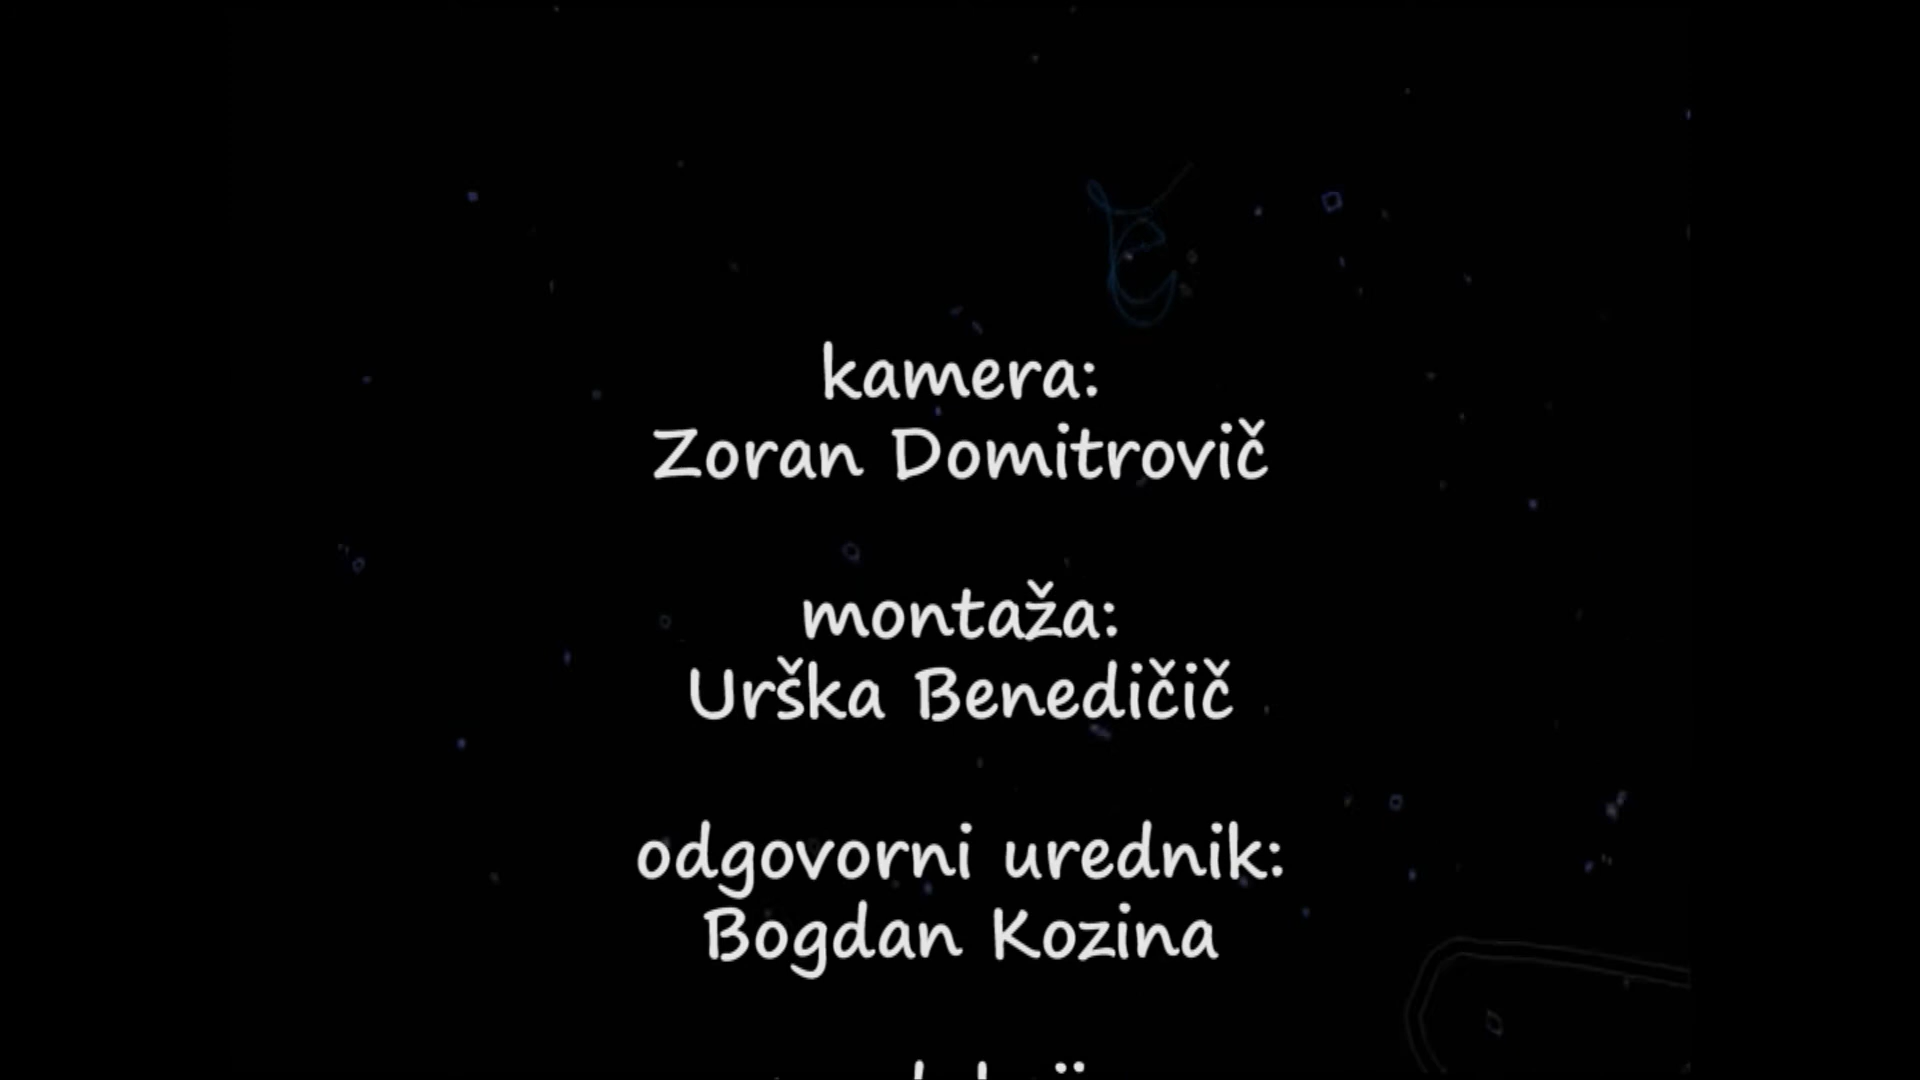 kamera:
Zoran Domitrovič
montaža:
Urška Benedičič
odgovorni urednik:
Bogdan Kozina